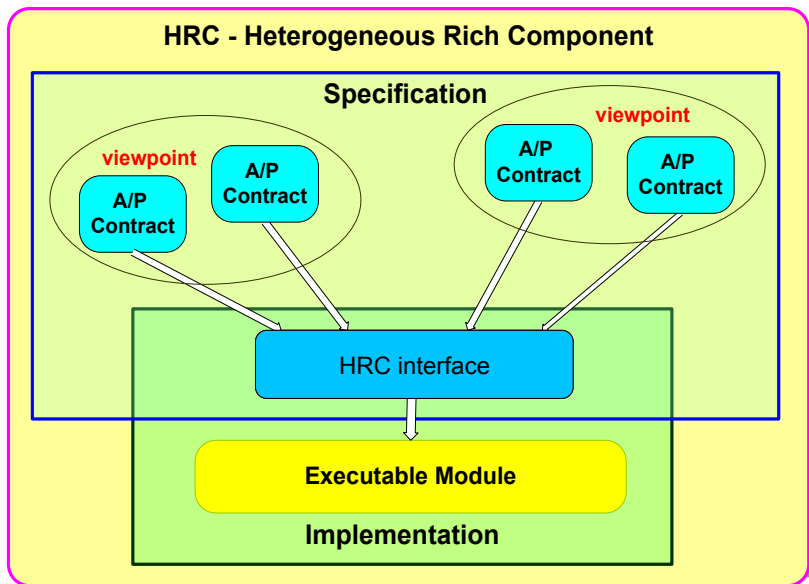 HRC - Heterogeneous Rich Component
Specification
viewpoint
A/P
Contract
A/P
Contract
viewpoint
A/P
Contract
A/P
Contract
HRC interface
Executable Module
Implementation